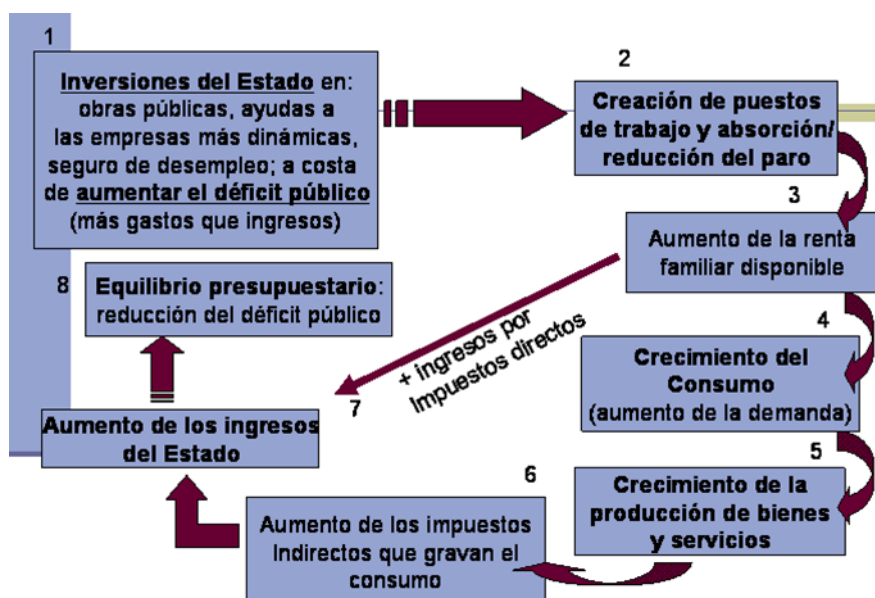 1
Inversiones del Estado en:
obras públicas, ayudas a
las empresas más dinámicas,
seguro de desempleo; a costa
de aumentar el déficit público
(más gastos que ingresos)
2
Creación de puestos
de trabajo y absorción/
reducción del paro
3
Aumento de la renta
familiar disponible
4
Crecimiento del
Consumo
(aumento de la demanda)
5
Crecimiento de la
producción de bienes
y servicios
6
Aumento de los impuestos
Indirectos que gravan el
consumo
+ ingresos por
Impuestos directos
7
Aumento de los ingresos
del Estado
8
Equilibrio presupuestario:
reducción del déficit público